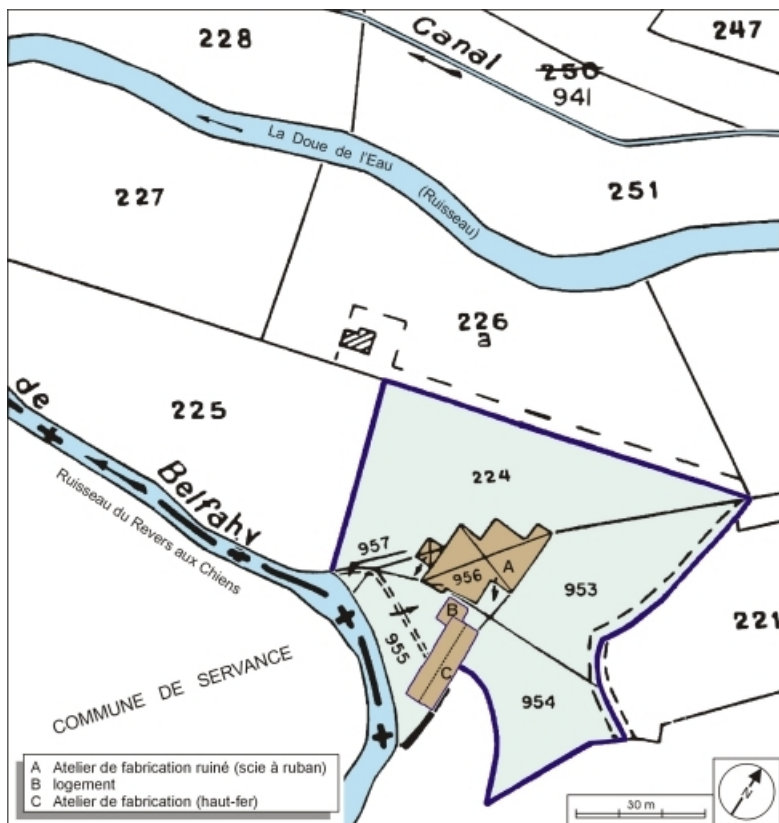 228
Canal
247
250
941
La Doue de l'Eau
(Ruisseau)
227
251
226
a
de
225
Belfahy
Ruisseau du Revers aux Chiens
224
957
956
A
953
B
955
C
221
954
COMMUNE DE SERVANCE
A Atelier de fabrication ruiné (scie à ruban)
B logement
C Atelier de fabrication (haut-fer)
30 m
N